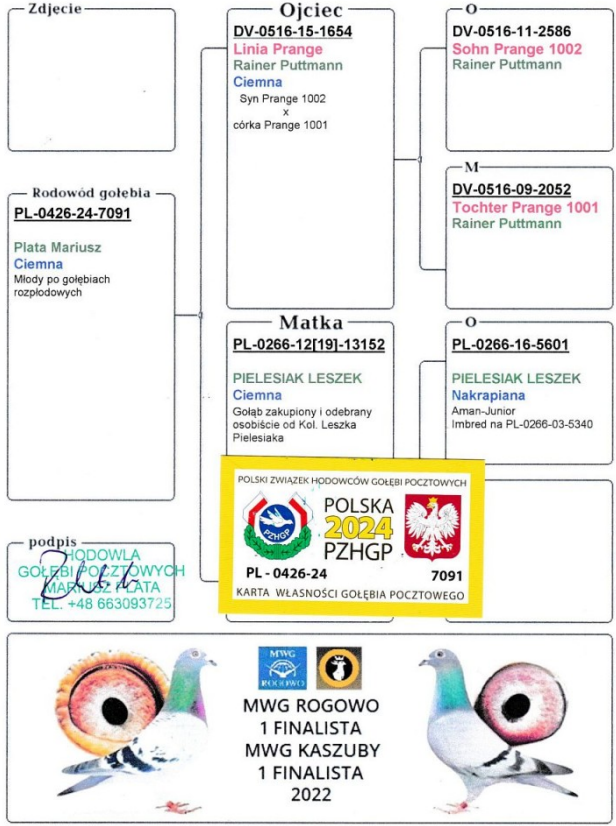 Zdjęcie
Rodowód gołębia
PL-0426-24-7091
Plata Mariusz
Ciemna
Młody po gołębiach
rozpłodowych
podpis
HODOWLA
GOŁĘBI POCZTOWYCH
MARIUSZ PLATA
TEL. +48 663093725
Ojciec
DV-0516-15-1654
Linia Prange
Rainer Puttmann
Ciemna
Syn Prange 1002
x
córka Prange 1001
Matka
PL-0266-12[19]-13152
PIELESIAK LESZEK
Ciemna
Gołąb zakupiony i odebrany
osobiście od Kol. Leszka
Pielesiaka
O
DV-0516-11-2586
Sohn Prange 1002
Rainer Puttmann
M
DV-0516-09-2052
Tochter Prange 1001
Rainer Puttmann
O
PL-0266-16-5601
PIELESIAK LESZEK
Nakrapiana
Aman-Junior
Imbred na PL-0266-03-5340
POLSKI ZWIĄZEK HODOWCÓW GOŁĘBI POCZTOWYCH
PZHGP
POLSKA
2024
PZHGP
PL - 0426-24 7091
KARTA WŁASNOŚCI GOŁĘBIA POCZTOWEGO
MWG
ROGOWO
MWG ROGOWO
1 FINALISTA
MWG KASZUBY
1 FINALISTA
2022